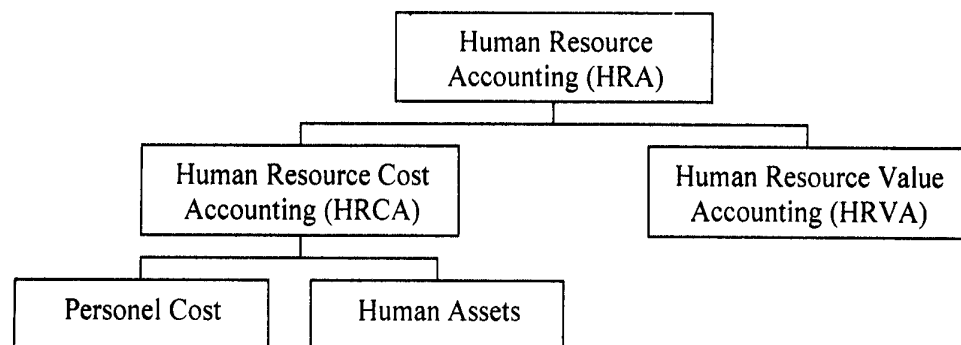 Human Resource
Accounting (HRA)
Human Resource Cost
Accounting (HRCA)
Human Resource Value
Accounting (HRVA)
Personel Cost
Human Assets